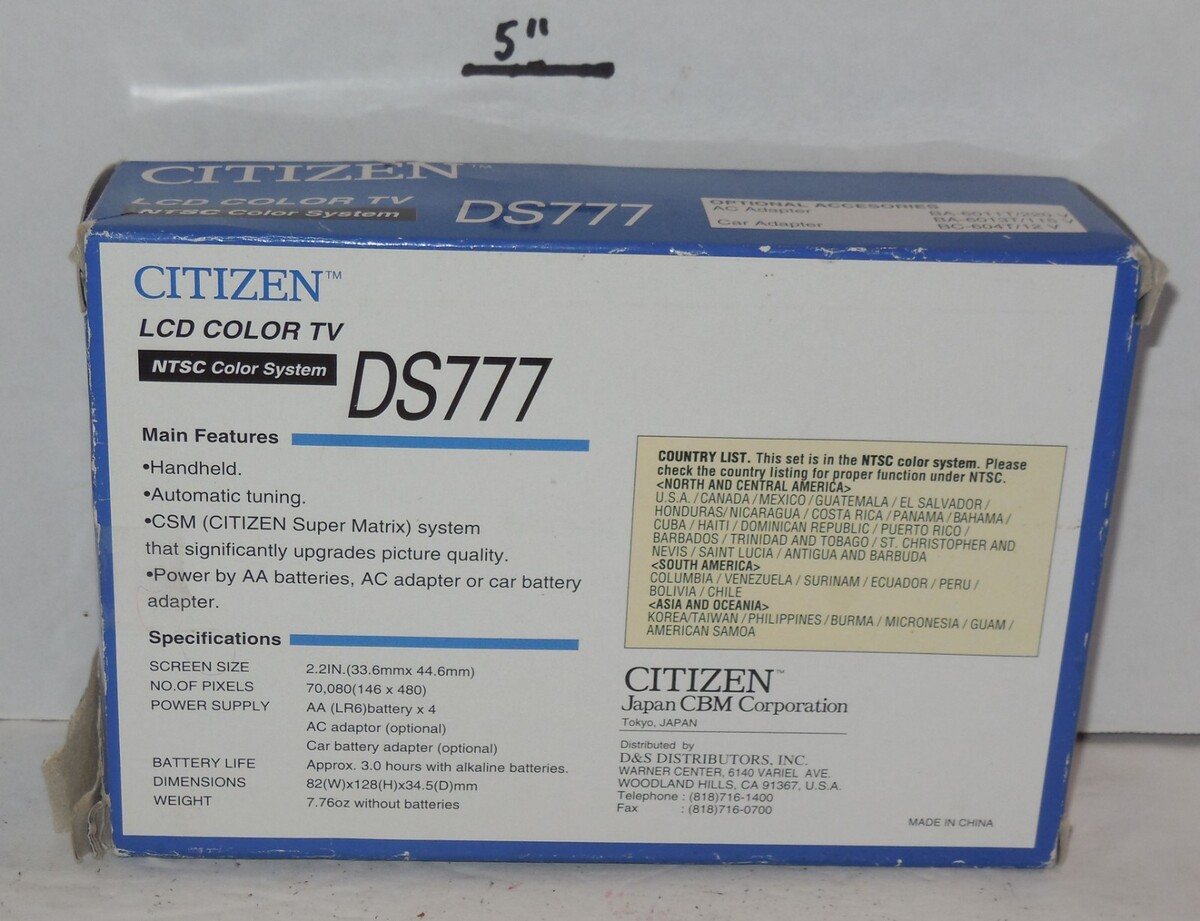 5"
CITIZEN™
LCD COLOR TV
NTSC Color System
DS777
OPTIONAL ACCESORIES
AC Adapter BA-6011T/220 V
BA-6013T/115 V
Car Adapter BC-604T/12 V
CITIZEN™
LCD COLOR TV
NTSC Color System
DS777
Main Features
•Handheld.
•Automatic tuning.
•CSM (CITIZEN Super Matrix) system
that significantly upgrades picture quality.
•Power by AA batteries, AC adapter or car battery
adapter.
Specifications
SCREEN SIZE 2.2IN.(33.6mmx 44.6mm)
NO.OF PIXELS 70,080(146 x 480)
POWER SUPPLY AA (LR6)battery x 4
AC adaptor (optional)
Car battery adapter (optional)
BATTERY LIFE Approx. 3.0 hours with alkaline batteries.
DIMENSIONS 82(W)x128(H)x34.5(D)mm
WEIGHT 7.76oz without batteries
COUNTRY LIST. This set is in the NTSC color system. Please
check the country listing for proper function under NTSC.
<NORTH AND CENTRAL AMERICA>
U.S.A. / CANADA / MEXICO / GUATEMALA / EL SALVADOR /
HONDURAS/ NICARAGUA / COSTA RICA / PANAMA / BAHAMA /
CUBA / HAITI / DOMINICAN REPUBLIC / PUERTO RICO /
BARBADOS / TRINIDAD AND TOBAGO / ST. CHRISTOPHER AND
NEVIS / SAINT LUCIA / ANTIGUA AND BARBUDA
<SOUTH AMERICA>
COLUMBIA / VENEZUELA / SURINAM / ECUADOR / PERU /
BOLIVIA / CHILE
<ASIA AND OCEANIA>
KOREA/TAIWAN / PHILIPPINES / BURMA / MICRONESIA / GUAM /
AMERICAN SAMOA
CITIZEN™
Japan CBM Corporation
Tokyo, JAPAN
Distributed by
D&S DISTRIBUTORS, INC.
WARNER CENTER, 6140 VARIEL AVE.
WOODLAND HILLS, CA 91367, U.S.A.
Telephone : (818)716-1400
Fax : (818)716-0700
MADE IN CHINA